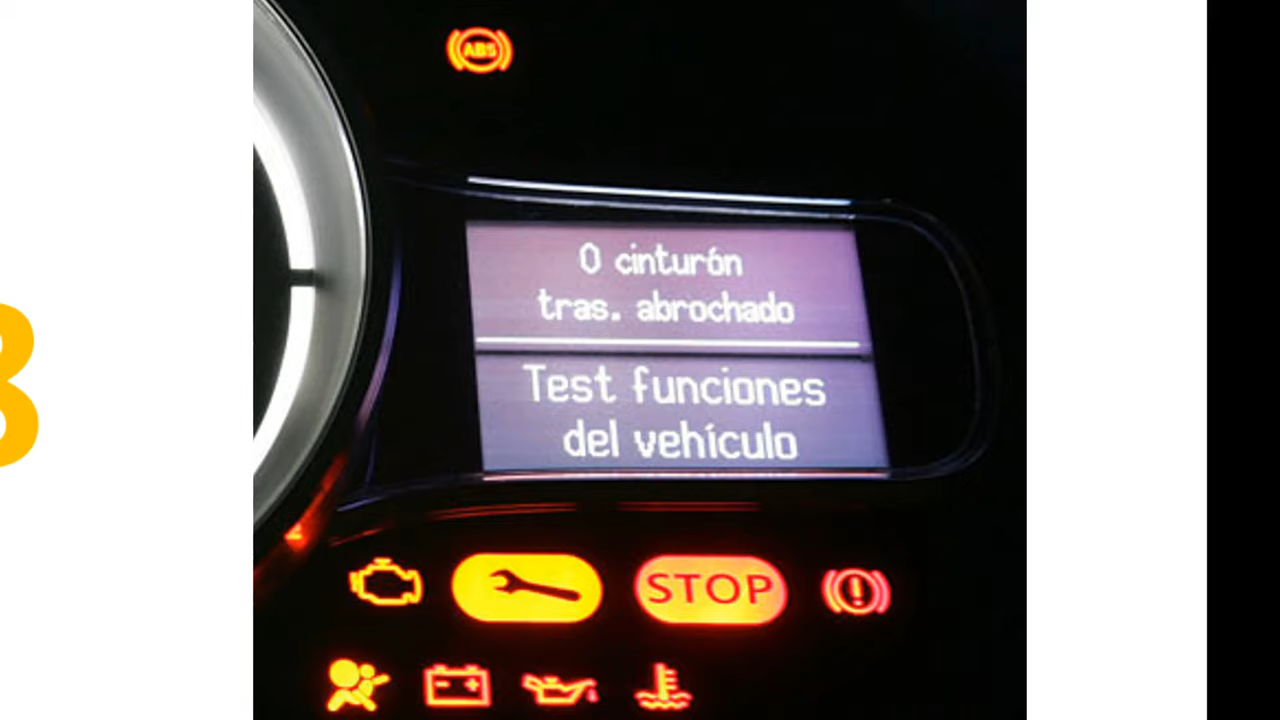 ABS
0 cinturón
tras. abrochado
Test funciones
del vehículo
STOP